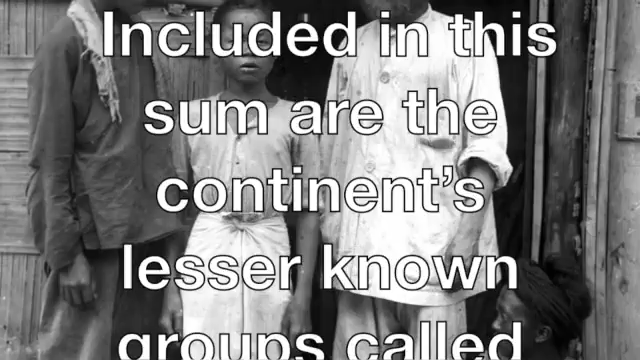 Included in this
sum are the
continent’s
lesser known
groups called